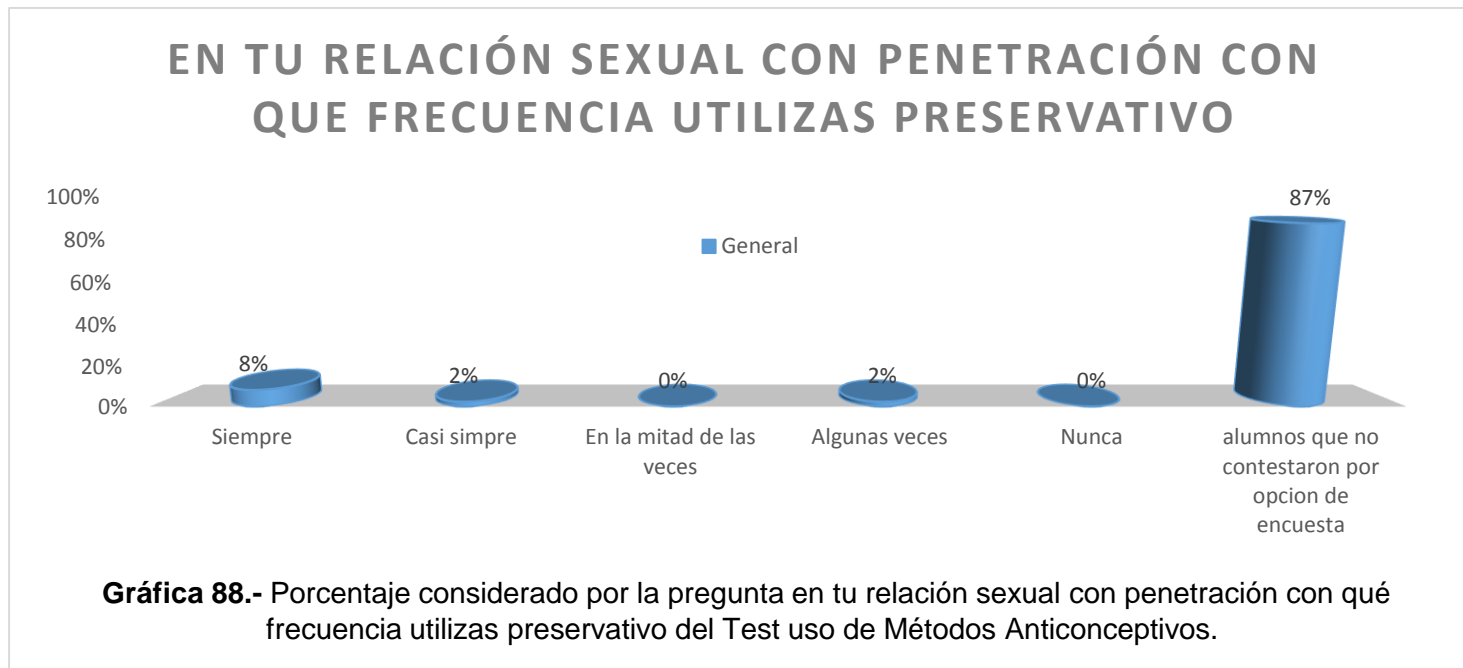 EN TU RELACIÓN SEXUAL CON PENETRACIÓN CON
QUE FRECUENCIA UTILIZAS PRESERVATIVO
100%
80%
60%
40%
20%
0%
General
8%
2%
0%
2%
0%
87%
Siempre
Casi simpre
En la mitad de las
veces
Algunas veces
Nunca
alumnos que no
contestaron por
opcion de
encuesta
Gráfica 88.- Porcentaje considerado por la pregunta en tu relación sexual con penetración con qué
frecuencia utilizas preservativo del Test uso de Métodos Anticonceptivos.